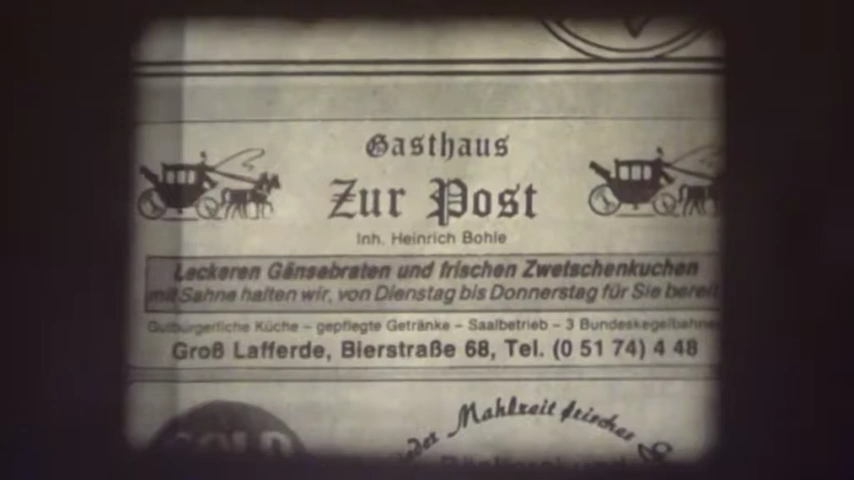 Gasthaus
Zur Post
Inh. Heinrich Bohle
Leckeren Gänsebraten und frischen Zwetschenkuchen
mit Sahne halten wir, von Dienstag bis Donnerstag für Sie bereit
Gutbürgerliche Küche – gepflegte Getränke – Saalbetrieb – 3 Bundeskegelbahnen
Groß Lafferde, Bierstraße 68, Tel. (0 51 74) 4 48
Mahlzeit frisches
GOLD